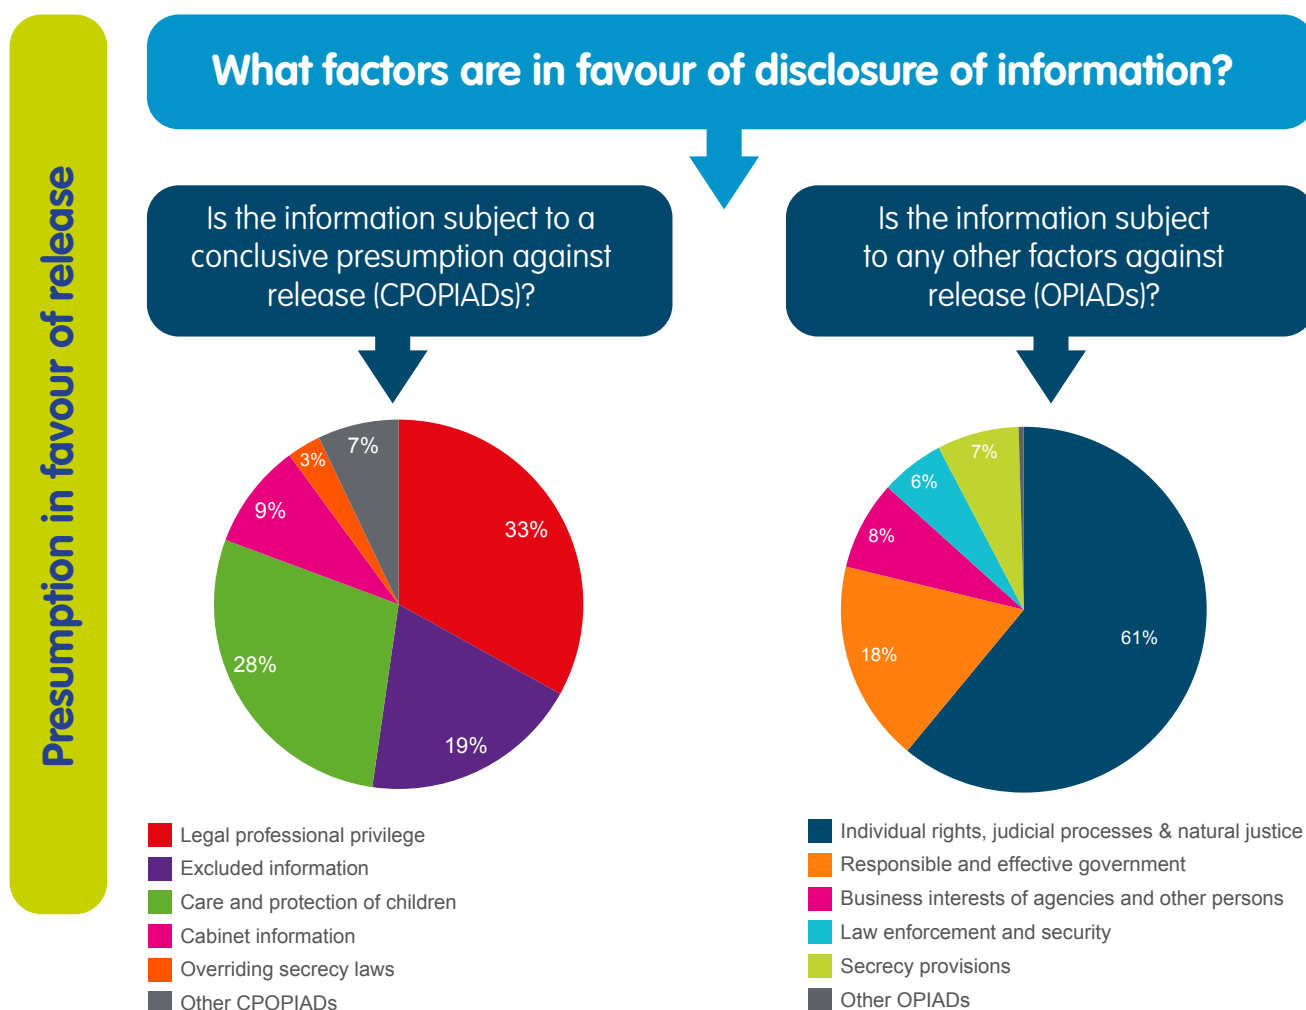 Presumption in favour of release
What factors are in favour of disclosure of information?
Is the information subject to a
conclusive presumption against
release (CPOPIADs)?
Is the information subject
to any other factors against
release (OPIADs)?
7%
3%
9%
33%
28%
19%
Legal professional privilege
Excluded information
Care and protection of children
Cabinet information
Overriding secrecy laws
Other CPOPIADs
7%
6%
8%
18%
61%
Individual rights, judicial processes & natural justice
Responsible and effective government
Business interests of agencies and other persons
Law enforcement and security
Secrecy provisions
Other OPIADs